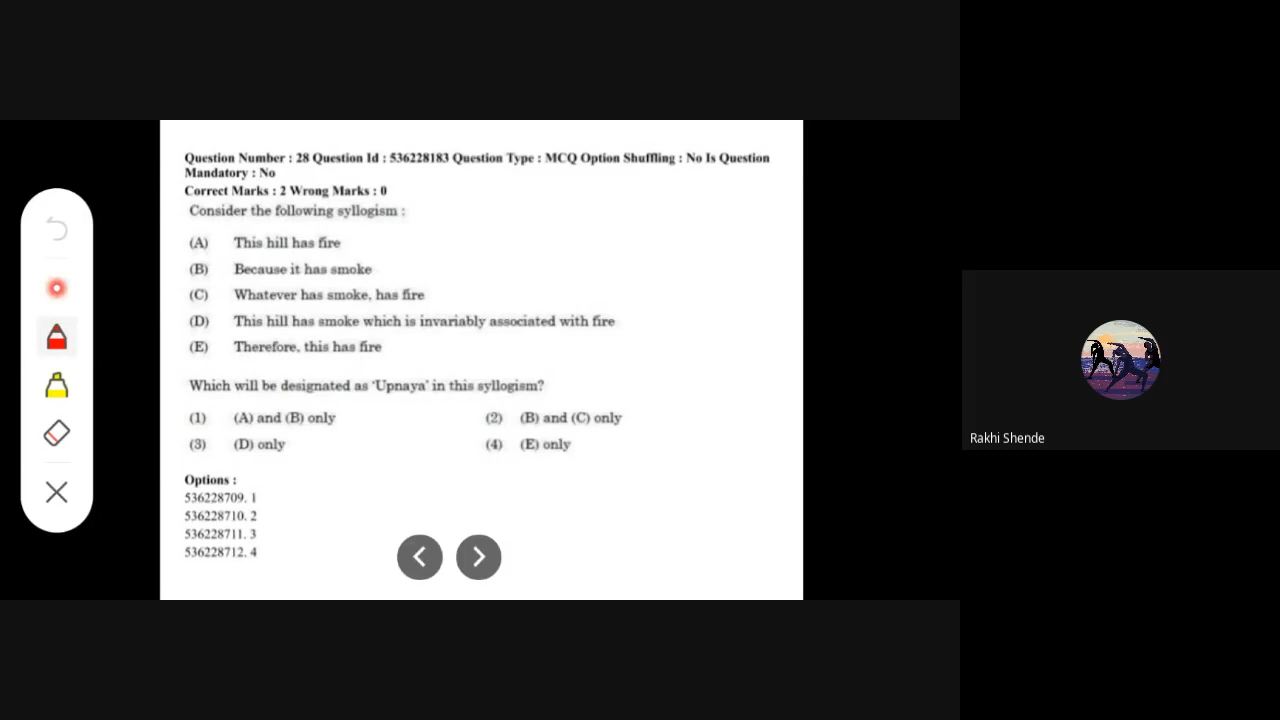 Question Number : 28 Question Id : 536228183 Question Type : MCQ Option Shuffling : No Is Question
Mandatory : No
Correct Marks : 2 Wrong Marks : 0
Consider the following syllogism :
(A) This hill has fire
(B) Because it has smoke
(C) Whatever has smoke, has fire
(D) This hill has smoke which is invariably associated with fire
(E) Therefore, this has fire
Which will be designated as 'Upnaya' in this syllogism?
(1) (A) and (B) only (2) (B) and (C) only
(3) (D) only (4) (E) only
Options :
536228709. 1
536228710. 2
536228711. 3
536228712. 4
Rakhi Shende